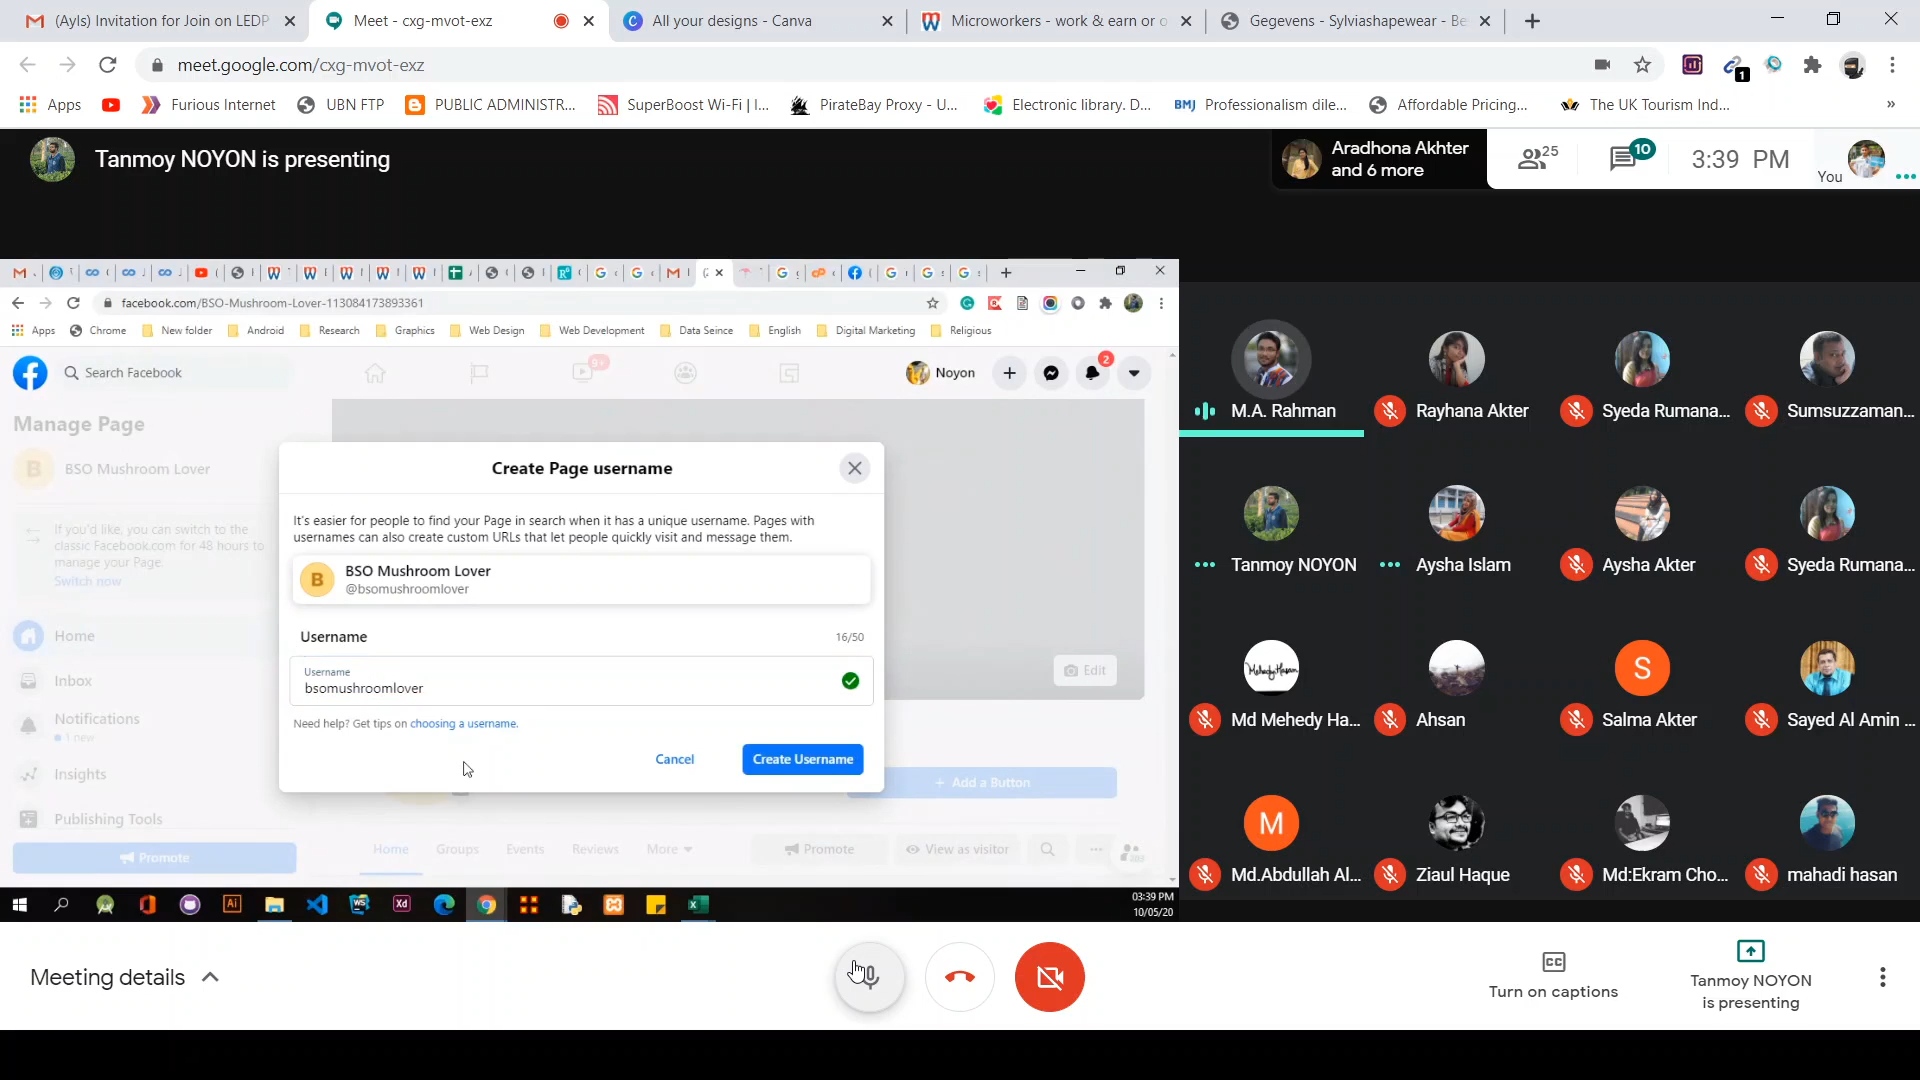 (Ayls) Invitation for Join on LEDP
Meet - cxg-mvot-exz
All your designs - Canva
Microworkers - work & earn or o
Gegevens - Sylviashapewear - Be
meet.google.com/cxg-mvot-exz
1
Apps
Furious Internet
UBN FTP
PUBLIC ADMINISTR...
SuperBoost Wi-Fi | I...
PirateBay Proxy - U...
Electronic library. D...
BMJ Professionalism dile...
Affordable Pricing...
The UK Tourism Ind...
Tanmoy NOYON is presenting
Aradhona Akhter
and 6 more
25
10
3:39 PM
You
facebook.com/BSO-Mushroom-Lover-113084173893361
Apps
Chrome
New folder
Android
Research
Graphics
Web Design
Web Development
Data Seince
English
Digital Marketing
Religious
Search Facebook
9+
Noyon
2
Manage Page
B
BSO Mushroom Lover
If you'd like, you can switch to the
classic Facebook.com for 48 hours to
manage your Page.
Switch now
Home
Inbox
Notifications
1 new
Insights
Publishing Tools
Promote
Create Page username
It's easier for people to find your Page in search when it has a unique username. Pages with
usernames can also create custom URLs that let people quickly visit and message them.
B
BSO Mushroom Lover
@bsomushroomlover
Username
16/50
Username
bsomushroomlover
Need help? Get tips on choosing a username.
Cancel
Create Username
Edit
+ Add a Button
Home
Groups
Events
Reviews
More
Promote
View as visitor
Ai
WS
Xd
03:39 PM
10/05/20
M.A. Rahman
Rayhana Akter
Syeda Rumana...
Sumsuzzaman...
Tanmoy NOYON
Aysha Islam
Aysha Akter
Syeda Rumana...
Mehedy Hasan
S
Md Mehedy Ha...
Ahsan
Salma Akter
Sayed Al Amin ...
M
Md.Abdullah Al...
Ziaul Haque
Md:Ekram Cho...
mahadi hasan
Meeting details
CC
Turn on captions
Tanmoy NOYON
is presenting